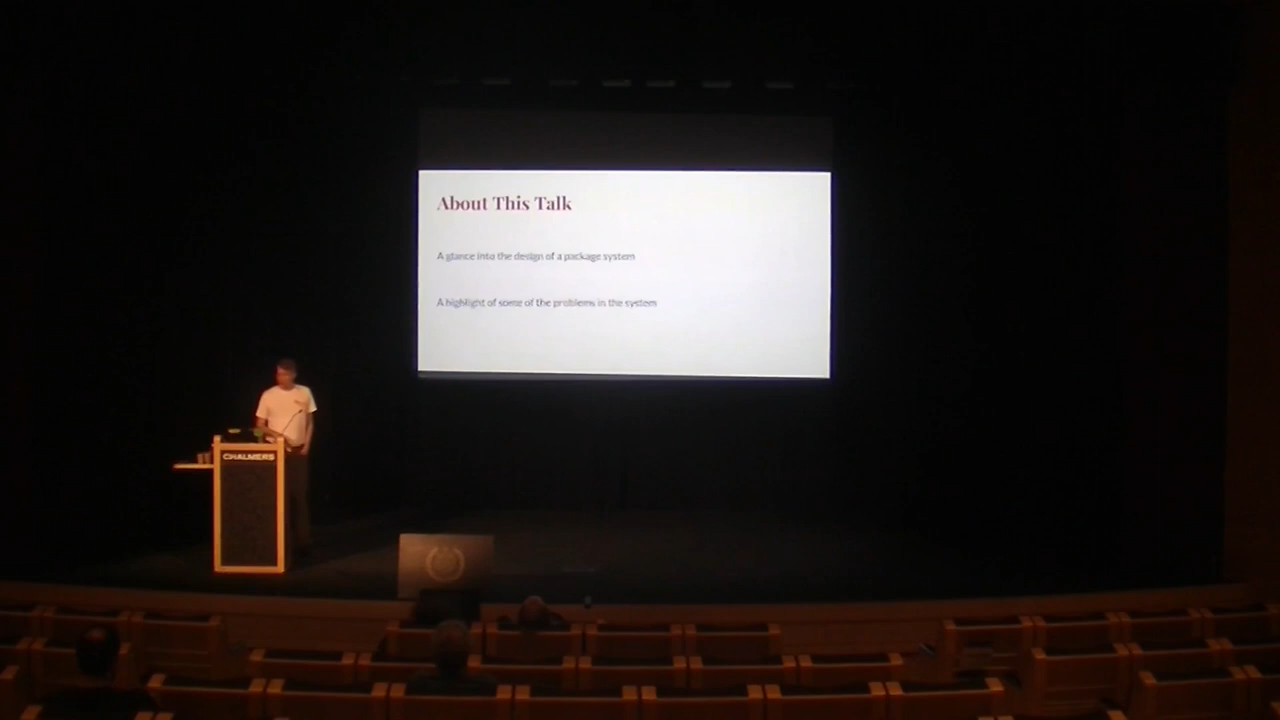 About This Talk
A glance into the design of a package system
A highlight of some of the problems in the system
CHALMERS